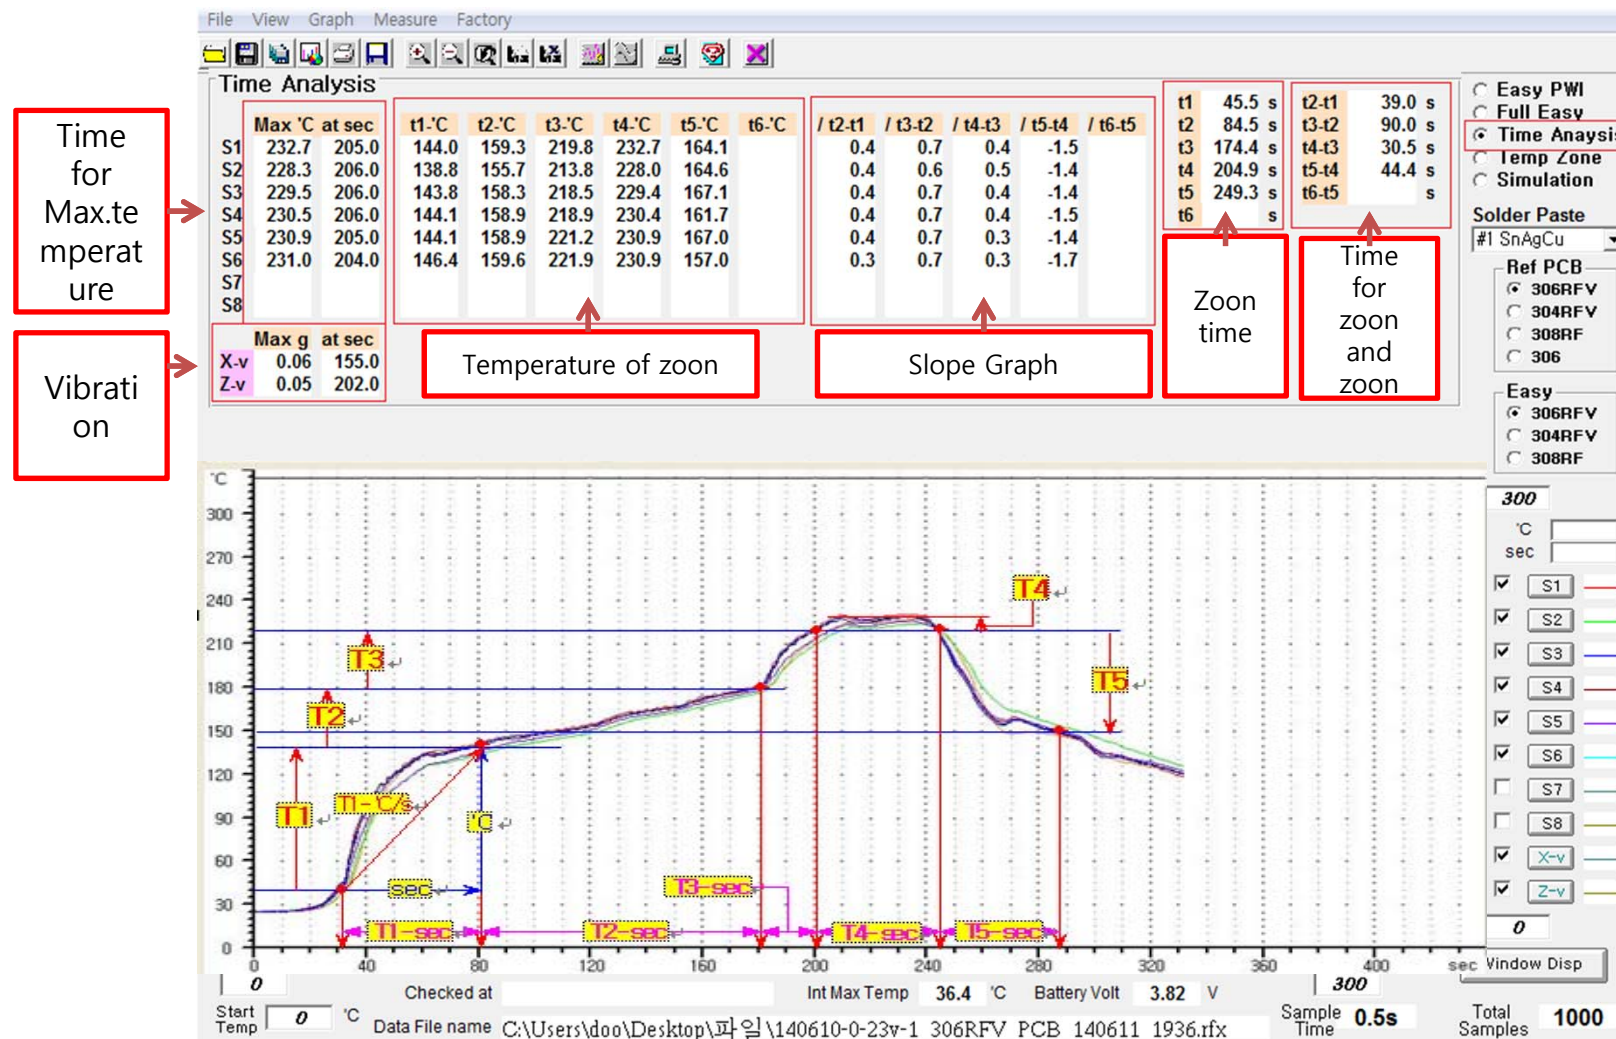 File View Graph Measure Factory
Time Analysis
Max 'C at sec t1-'C t2-'C t3-'C t4-'C t5-'C t6-'C / t2-t1 / t3-t2 / t4-t3 / t5-t4 / t6-t5
S1 232.7 205.0 144.0 159.3 219.8 232.7 164.1 0.4 0.7 0.4 -1.5
S2 228.3 206.0 138.8 155.7 213.8 228.0 164.6 0.4 0.6 0.5 -1.4
S3 229.5 206.0 143.8 158.3 218.5 229.4 167.1 0.4 0.7 0.4 -1.4
S4 230.5 206.0 144.1 158.9 218.9 230.4 161.7 0.4 0.7 0.4 -1.5
S5 230.9 205.0 144.1 158.9 221.2 230.9 167.0 0.4 0.7 0.3 -1.4
S6 231.0 204.0 146.4 159.6 221.9 230.9 157.0 0.3 0.7 0.3 -1.7
S7
S8
t1 45.5 s
t2 84.5 s
t3 174.4 s
t4 204.9 s
t5 249.3 s
t6 s
t2-t1 39.0 s
t3-t2 90.0 s
t4-t3 30.5 s
t5-t4 44.4 s
t6-t5 s
Max g at sec
X-v 0.06 155.0
Z-v 0.05 202.0
Time
for
Max.te
mperat
ure
Vibrati
on
Temperature of zoon
Slope Graph
Zoon
time
Time
for
zoon
and
zoon
Easy PWI
Full Easy
Time Anaysis
Temp Zone
Simulation
Solder Paste
#1 SnAgCu
Ref PCB
306RFV
304RFV
308RF
306
Easy
306RFV
304RFV
308RF
'C
300
270
240
210
180
150
120
90
60
30
0
0 40 80 120 160 200 240 280 320 360 400 sec
T4
T3
T5
T2
T1
T1-'C/s
'C
sec
T3-sec
T1-sec
T2-sec
T4-sec
T5-sec
300
'C
sec
S1
S2
S3
S4
S5
S6
S7
S8
X-v
Z-v
0
Window Disp
0
300
Checked at Int Max Temp 36.4 'C Battery Volt 3.82 V
Start
Temp 0 'C
Data File name C:\Users\doo\Desktop\파일\140610-0-23v-1_306RFV_PCB_140611_1936.rfx
Sample
Time 0.5s
Total
Samples 1000